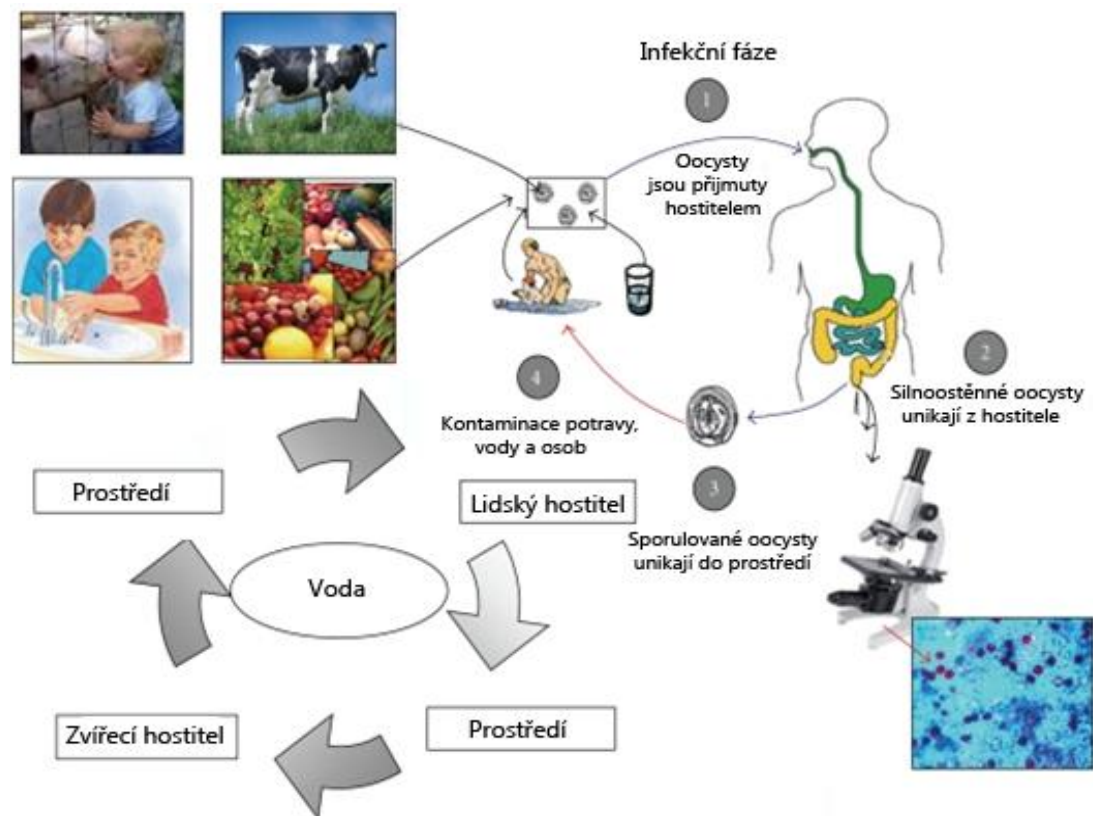 Infekční fáze
1
Oocysty
jsou přijmuty
hostitelem
2
Silnoostěnné oocysty
unikají z hostitele
4
Kontaminace potravy,
vody a osob
3
Sporulované oocysty
unikají do prostředí
Prostředí
Lidský hostitel
Voda
Zvířecí hostitel
Prostředí